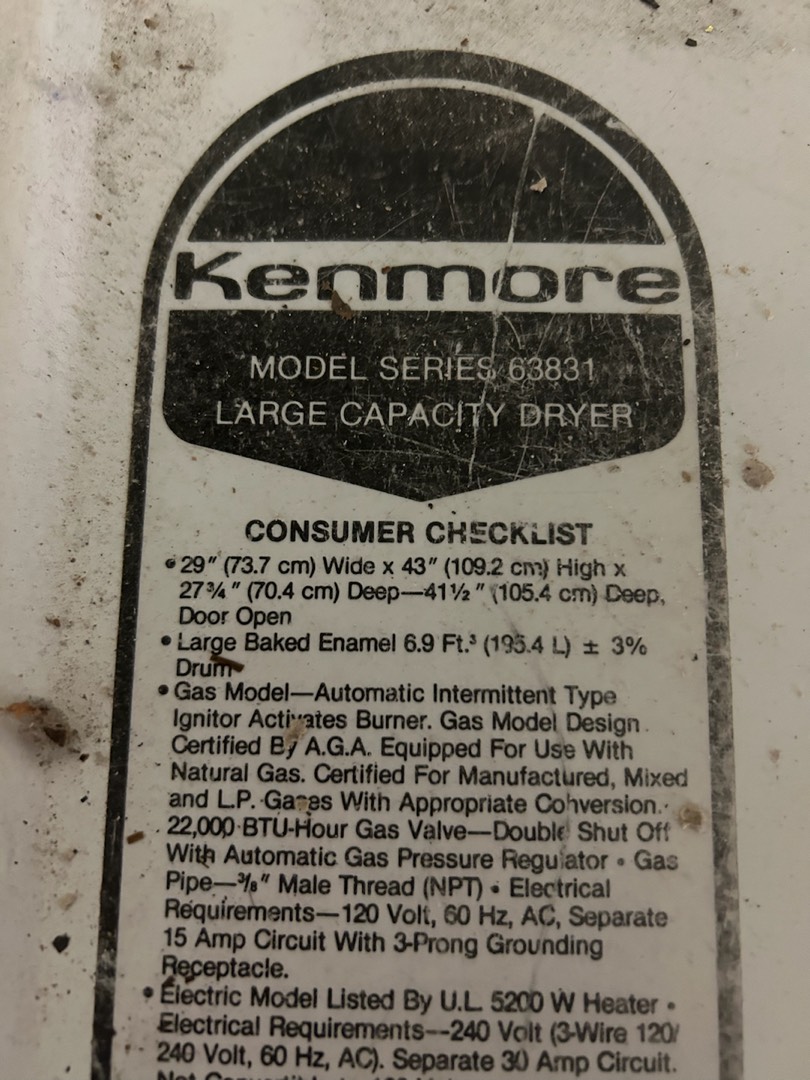 Kenmore
MODEL SERIES 63831
LARGE CAPACITY DRYER
CONSUMER CHECKLIST
• 29″ (73.7 cm) Wide x 43″ (109.2 cm) High x
27¾″ (70.4 cm) Deep—41½″ (105.4 cm) Deep,
Door Open
• Large Baked Enamel 6.9 Ft.³ (195.4 L) ± 3%
Drum
• Gas Model—Automatic Intermittent Type
Ignitor Activates Burner. Gas Model Design
Certified By A.G.A. Equipped For Use With
Natural Gas. Certified For Manufactured, Mixed
and L.P. Gases With Appropriate Conversion.
22,000 BTU-Hour Gas Valve—Double Shut Off
With Automatic Gas Pressure Regulator • Gas
Pipe—⅜″ Male Thread (NPT) • Electrical
Requirements—120 Volt, 60 Hz, AC, Separate
15 Amp Circuit With 3-Prong Grounding
Receptacle.
• Electric Model Listed By U.L. 5200 W Heater •
Electrical Requirements—240 Volt (3-Wire 120/
240 Volt, 60 Hz, AC). Separate 30 Amp Circuit.